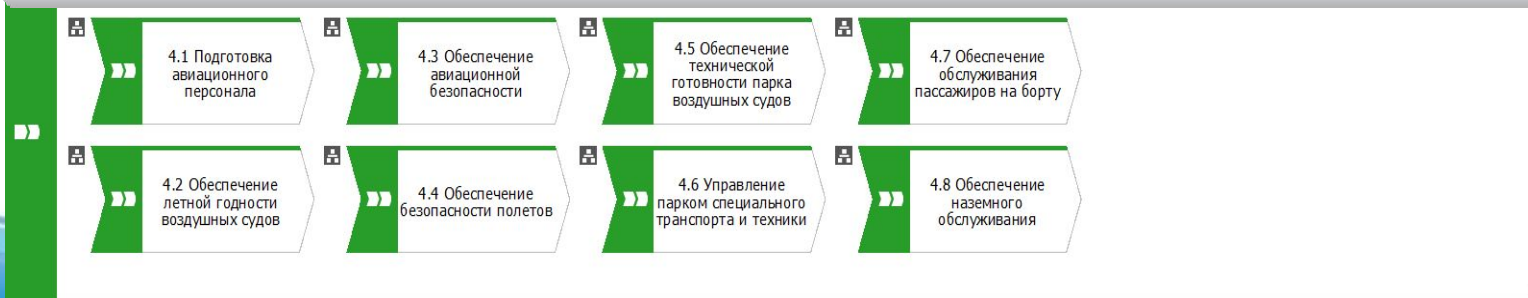 4.1 Подготовка
авиационного
персонала
4.3 Обеспечение
авиационной
безопасности
4.5 Обеспечение
технической
готовности парка
воздушных судов
4.7 Обеспечение
обслуживания
пассажиров на борту
4.2 Обеспечение
летной годности
воздушных судов
4.4 Обеспечение
безопасности полетов
4.6 Управление
парком специального
транспорта и техники
4.8 Обеспечение
наземного
обслуживания